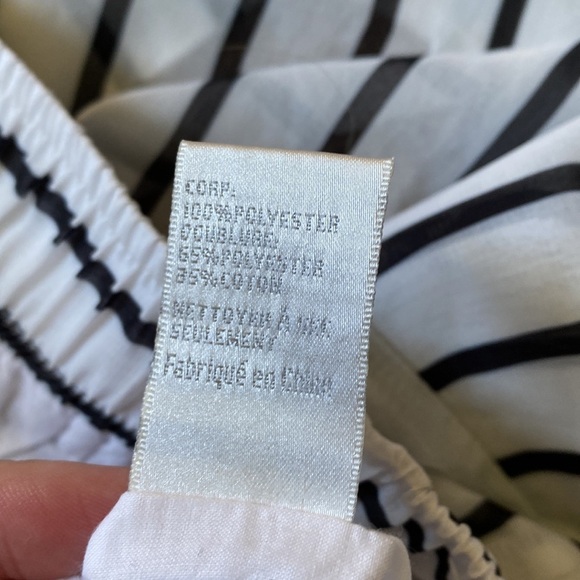 CORP.
100%POLYESTER
DOUBLURE.
65%POLYESTER
35%COTON
NETTOYER À SEC
SEULEMENT
Fabriqué en Chine